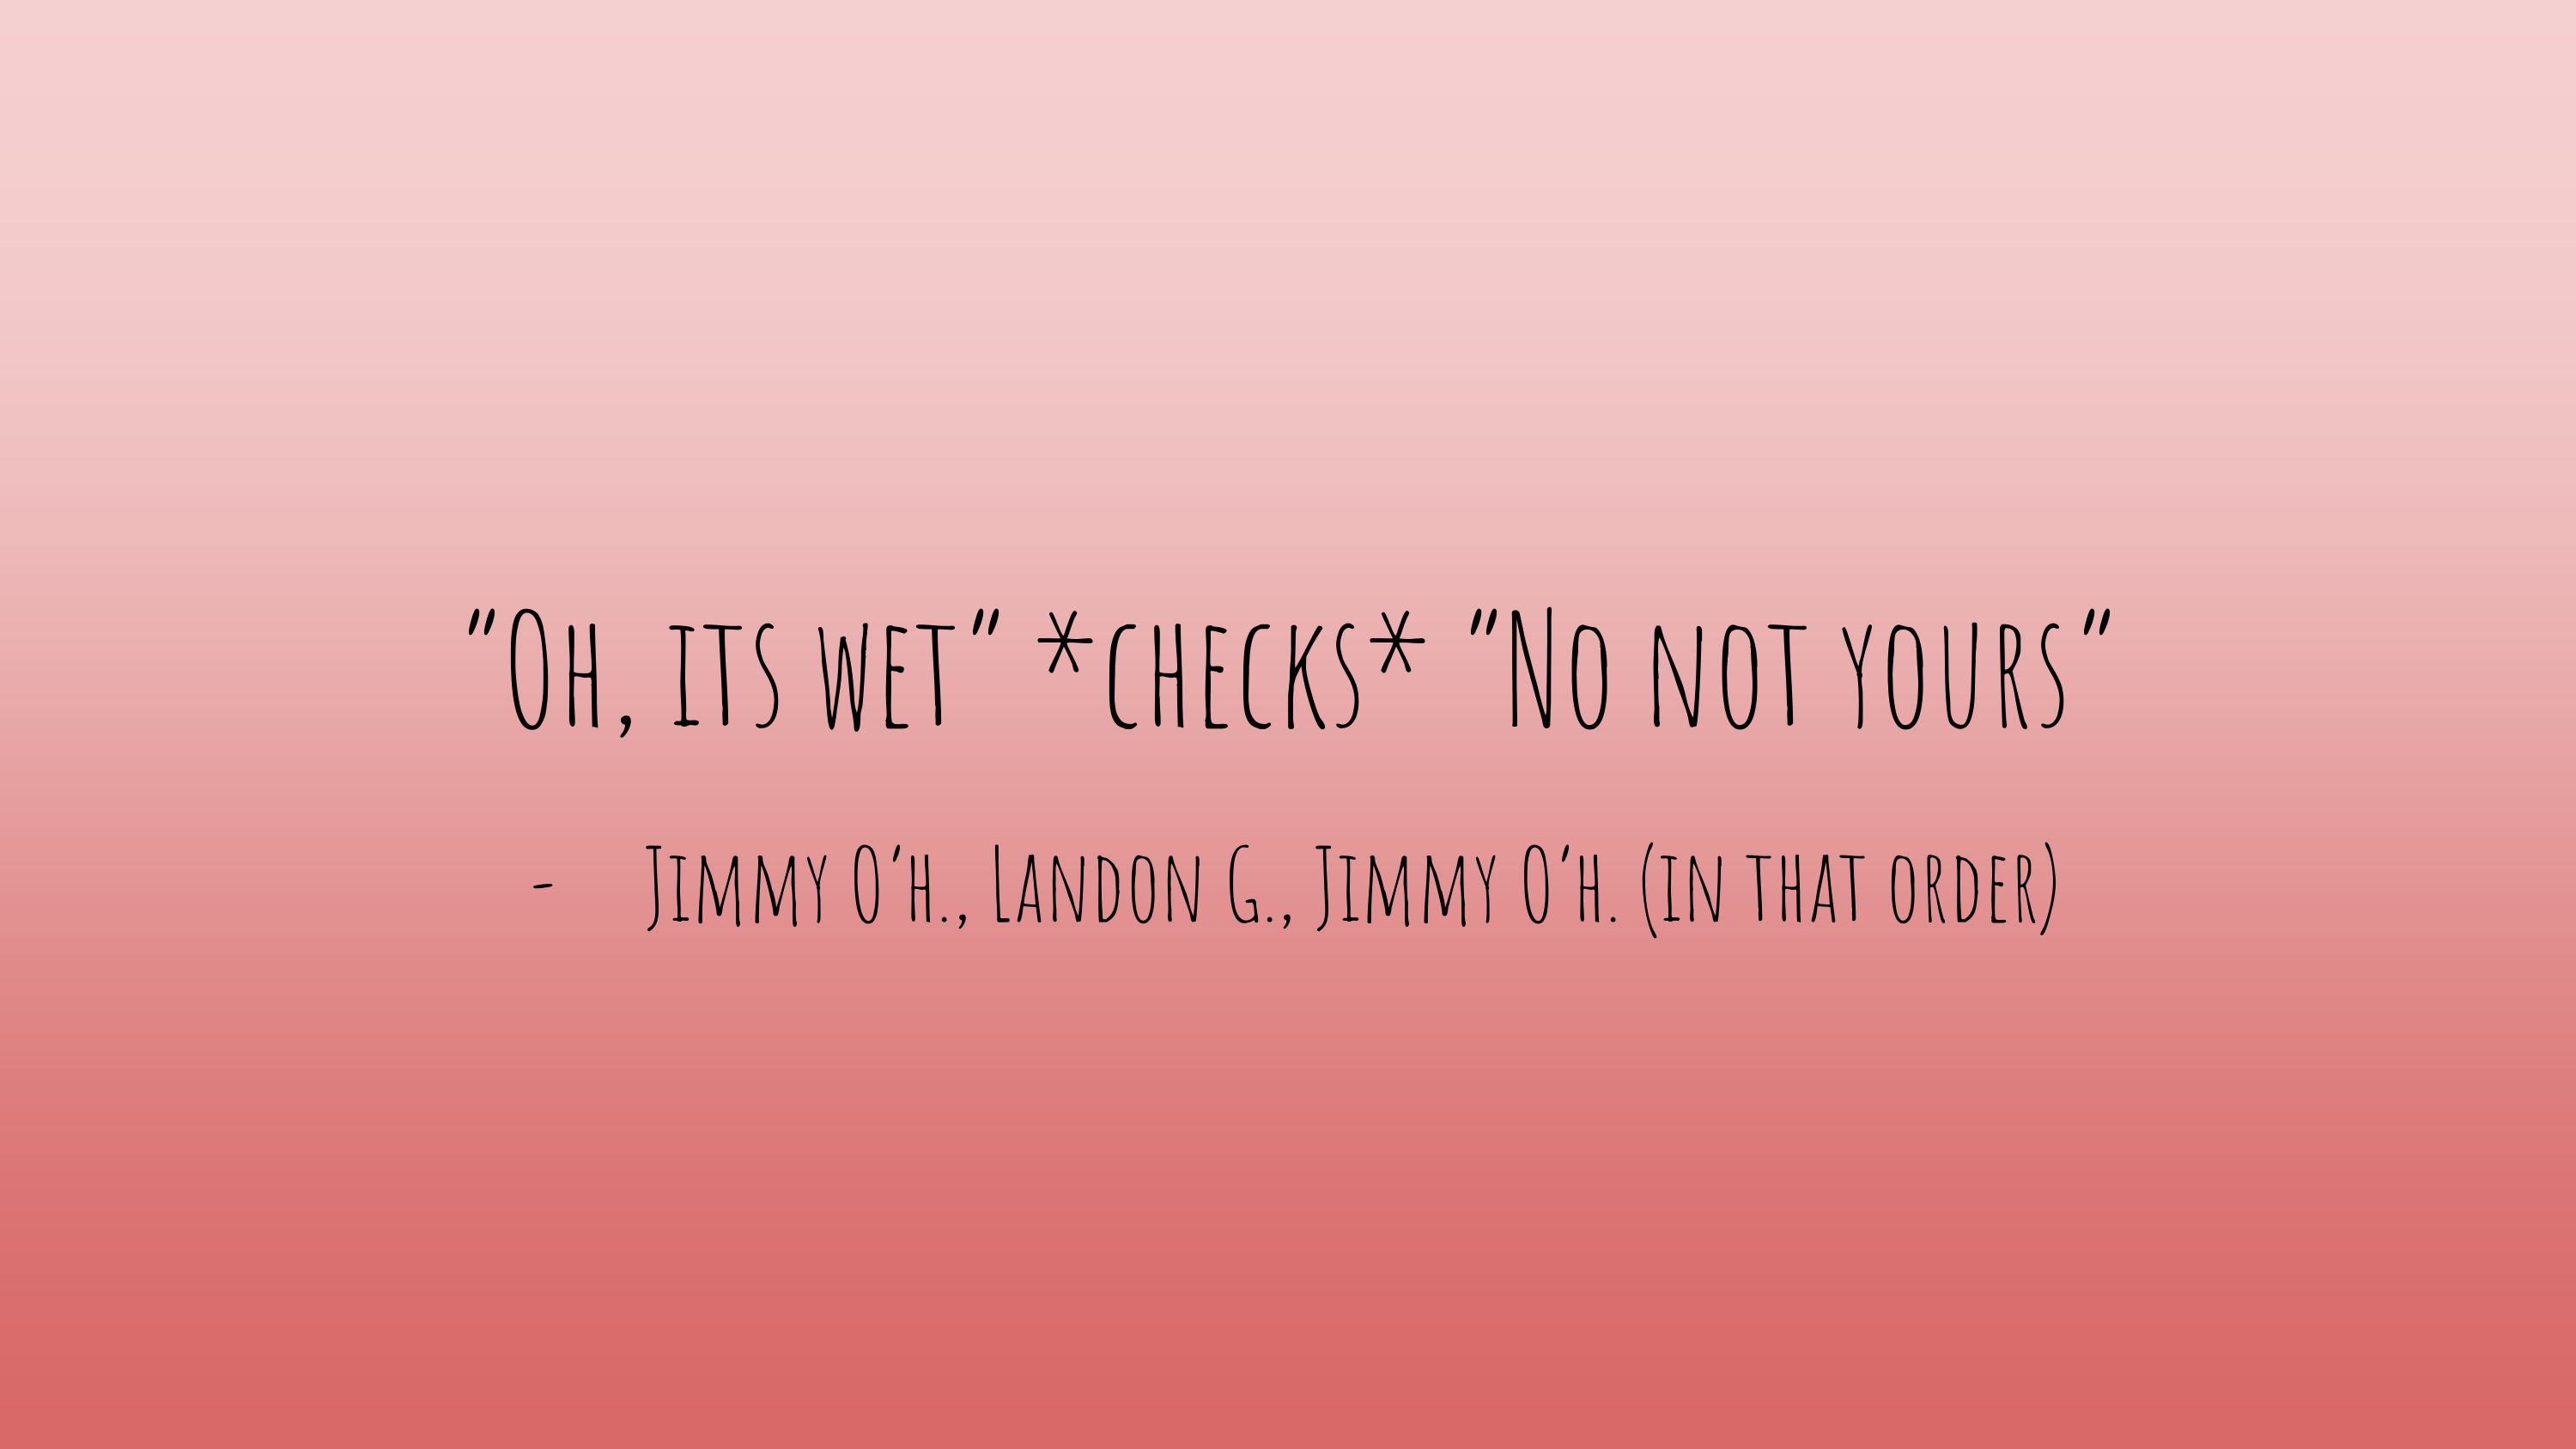 "Oh, its wet" *checks* "No not yours"
- Jimmy O'h., Landon G., Jimmy O'h. (in that order)